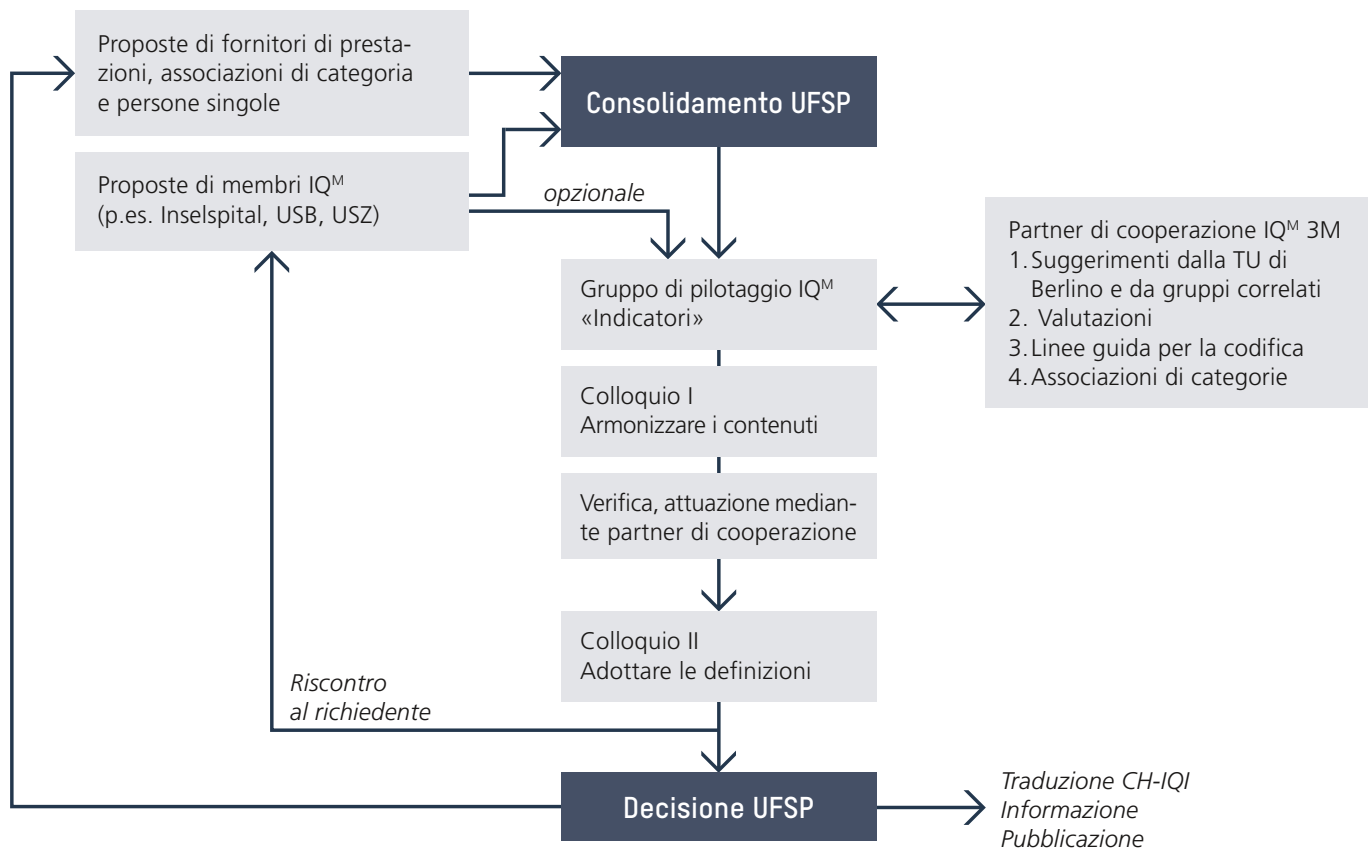 Proposte di fornitori di presta-
zioni, associazioni di categoria
e persone singole
Consolidamento UFSP
Proposte di membri IQᴹ
(p.es. Inselspital, USB, USZ)
opzionale
Gruppo di pilotaggio IQᴹ
«Indicatori»
Partner di cooperazione IQᴹ 3M
1. Suggerimenti dalla TU di
Berlino e da gruppi correlati
2. Valutazioni
3. Linee guida per la codifica
4. Associazioni di categorie
Colloquio I
Armonizzare i contenuti
Verifica, attuazione median-
te partner di cooperazione
Colloquio II
Adottare le definizioni
Riscontro
al richiedente
Decisione UFSP
Traduzione CH-IQI
Informazione
Pubblicazione